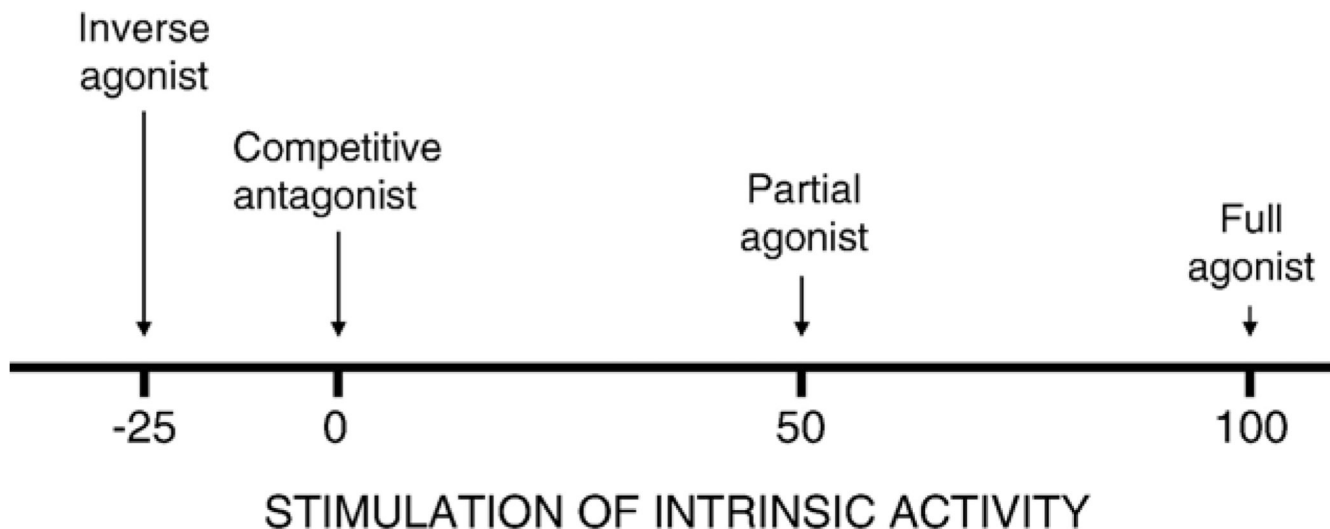 Inverse
agonist
Competitive
antagonist
Partial
agonist
Full
agonist
-25
0
50
100
STIMULATION OF INTRINSIC ACTIVITY